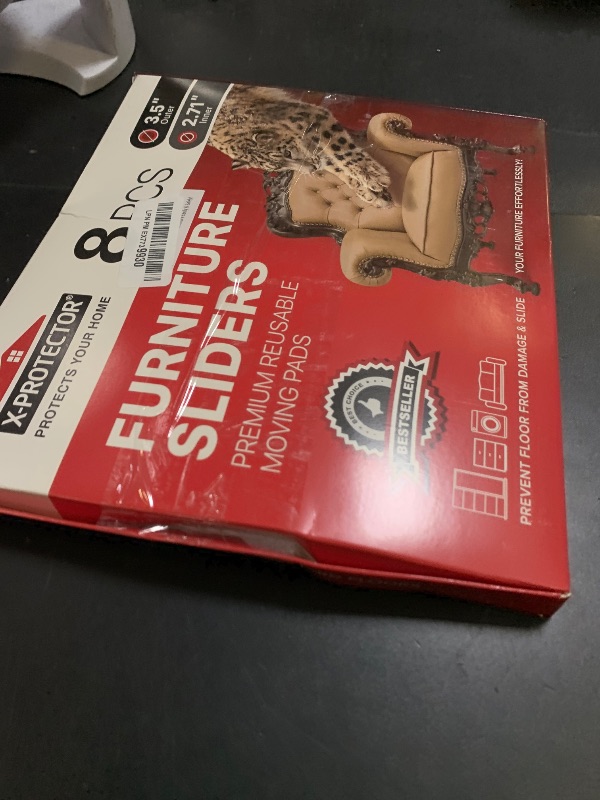 X-PROTECTOR®
PROTECTS YOUR HOME
8 PCS
3.5"
Outer
2.71"
Inner
FURNITURE
SLIDERS
PREMIUM REUSABLE
MOVING PADS
BEST CHOICE
BESTSELLER
PREVENT FLOOR FROM DAMAGE & SLIDE YOUR FURNITURE EFFORTLESSLY!